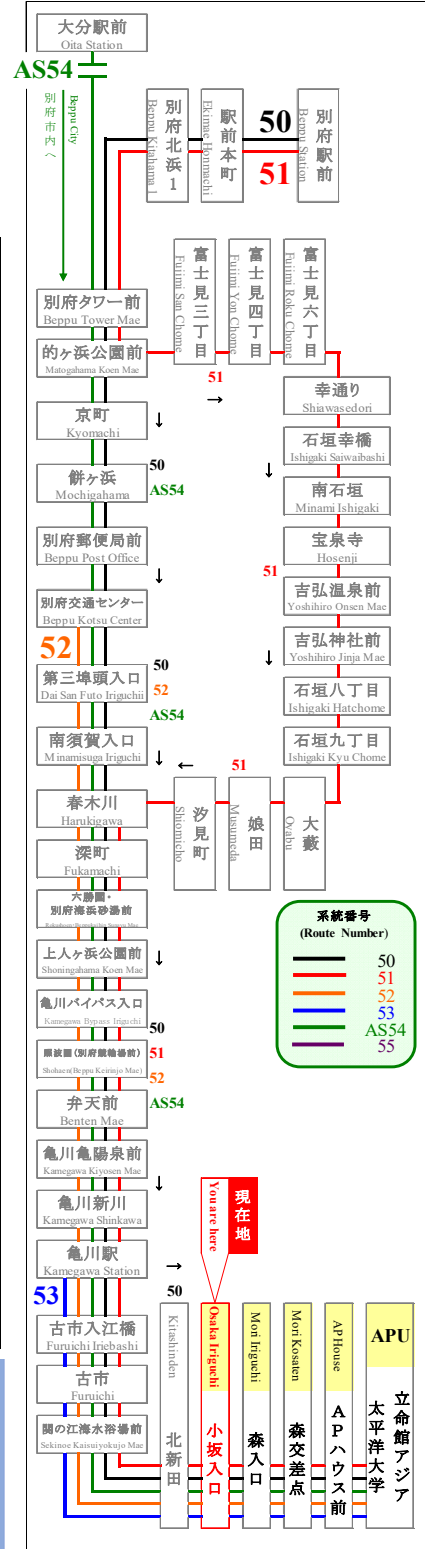 大分駅前
Oita Station
AS54
Beppu City
別府市内へ
別府北浜1
Beppu Kitahama 1
駅前本町
Ekimae Honmachi
50
51
別府駅前
Beppu Station
別府タワー前
Beppu Tower Mae
的ヶ浜公園前
Matogahama Koen Mae
富士見三丁目
Fujimi San Chome
富士見四丁目
Fujimi Yon Chome
富士見六丁目
Fujimi Roku Chome
51
→
幸通り
Shiawasedori
石垣幸橋
Ishigaki Saiwaibashi
↓
南石垣
Minami Ishigaki
宝泉寺
Hosenji
51
吉弘温泉前
Yoshihiro Onsen Mae
吉弘神社前
Yoshihiro Jinja Mae
↓
石垣八丁目
Ishigaki Hatchome
石垣九丁目
Ishigaki Kyu Chome
大藪
Oyabu
娘田
Musumeda
汐見町
Shiomicho
51
←
京町
Kyomachi
↓
餅ヶ浜
Mochigahama
50
AS54
別府郵便局前
Beppu Post Office
↓
別府交通センター
Beppu Kotsu Center
52
第三埠頭入口
Dai San Futo Iriguchii
50
52
AS54
南須賀入口
Minamisuga Iriguchi
↓
春木川
Harukigawa
深町
Fukamachi
六勝園・
別府海浜砂湯前
上人ヶ浜公園前
Shoningahama Koen Mae
↓
亀川バイパス入口
Kamegawa Bypass Iriguchi
50
照波園(別府競輪場前)
Shohaen(Beppu Keirinjo Mae)
51
52
弁天前
Benten Mae
AS54
亀川亀陽泉前
Kamegawa Kiyosen Mae
↓
亀川新川
Kamegawa Shinkawa
亀川駅
Kamegawa Station
→
53
50
古市入江橋
Furuichi Iriebashi
古市
Furuichi
関の江海水浴場前
Sekinoe Kaisuiyokujo Mae
系統番号
(Route Number)
50
51
52
53
AS54
55
現在地
You are here
Kitashinden
北新田
Osaka Iriguchi
小坂入口
Mori Iriguchi
森入口
Mori Kosaten
森交差点
AP House
APハウス前
APU
立命館アジア
太平洋大学